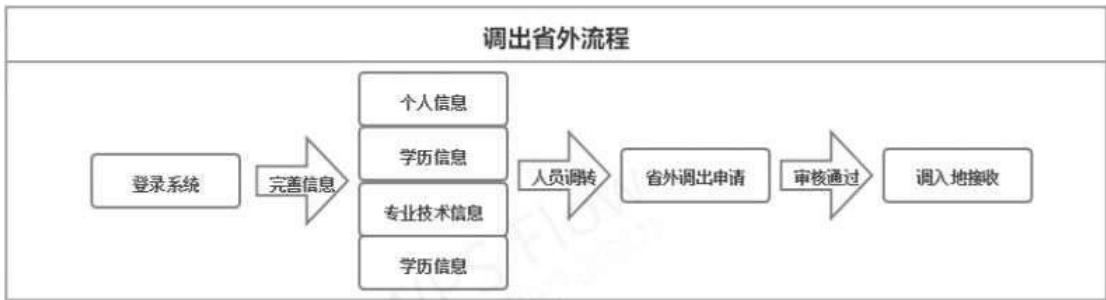 调出省外流程
登录系统
完善信息
个人信息
学历信息
专业技术信息
学历信息
人员调转
省外调出申请
审核通过
调入地接收